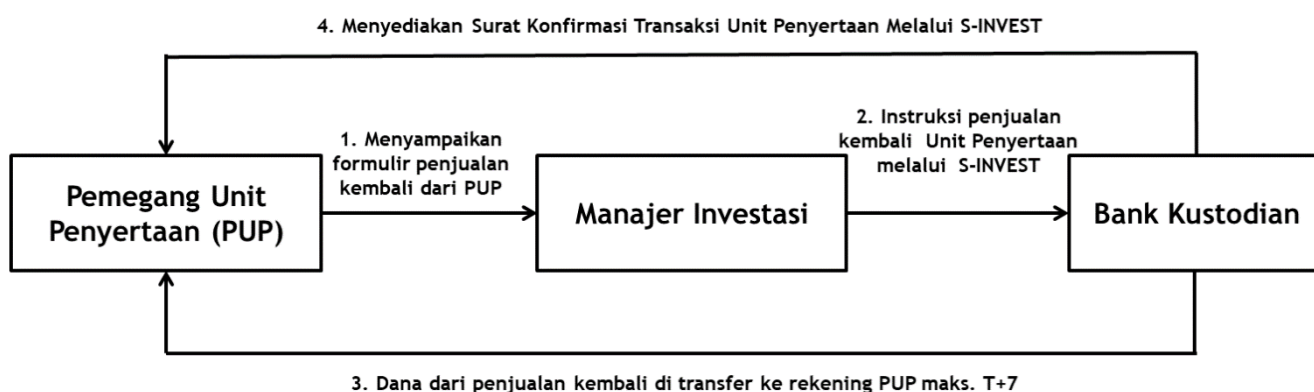 4. Menyediakan Surat Konfirmasi Transaksi Unit Penyertaan Melalui S-INVEST
1. Menyampaikan
formulir penjualan
kembali dari PUP
2. Instruksi penjualan
kembali Unit Penyertaan
melalui S-INVEST
Pemegang Unit
Penyertaan (PUP)
Manajer Investasi
Bank Kustodian
3. Dana dari penjualan kembali di transfer ke rekening PUP maks. T+7